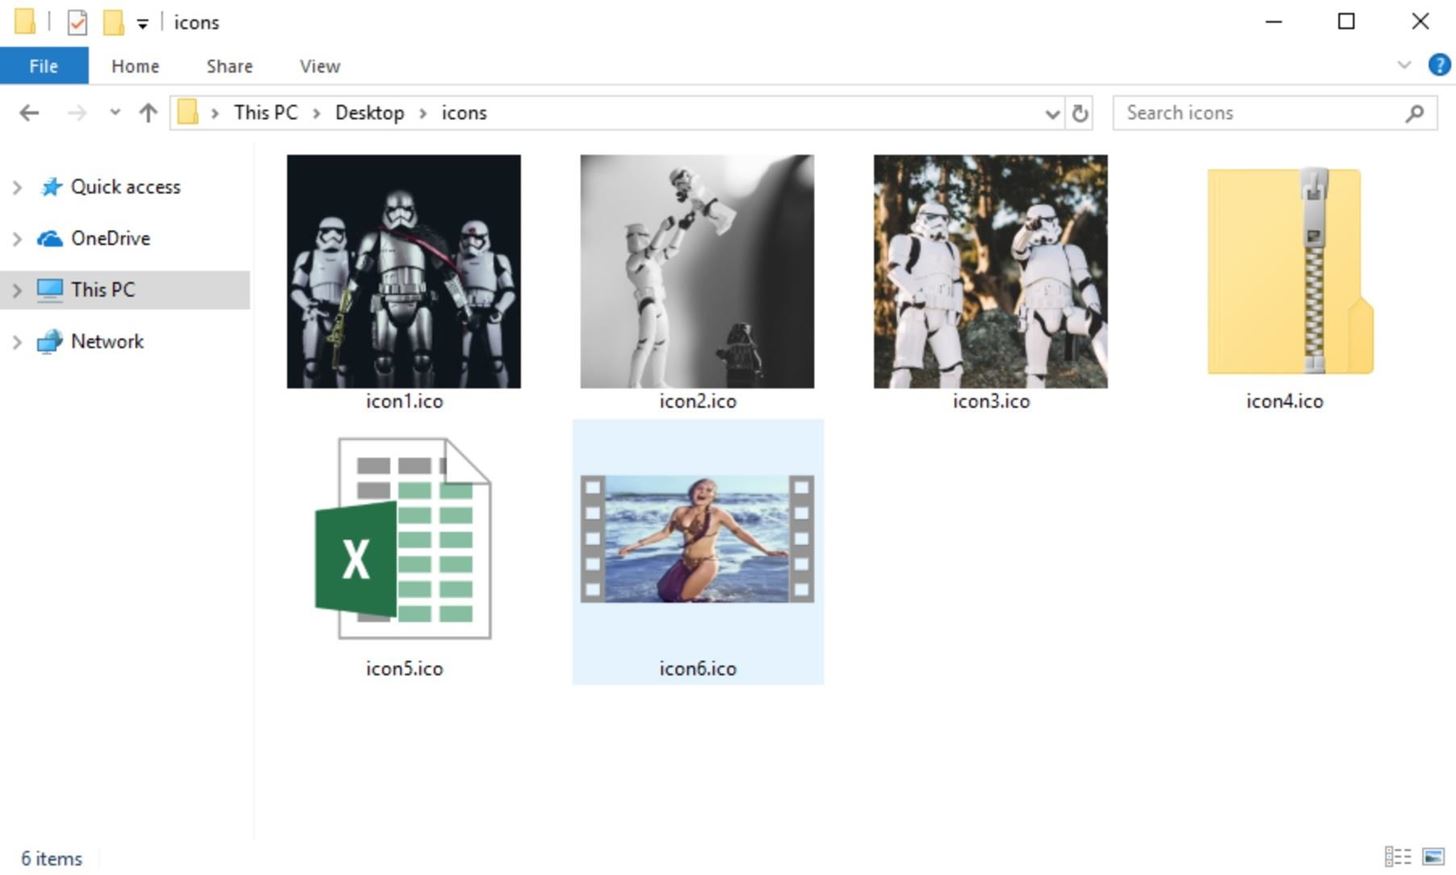 icons
File Home Share View
This PC Desktop icons
Search icons
Quick access
OneDrive
This PC
Network
icon1.ico icon2.ico icon3.ico icon4.ico
X
icon5.ico icon6.ico
6 items